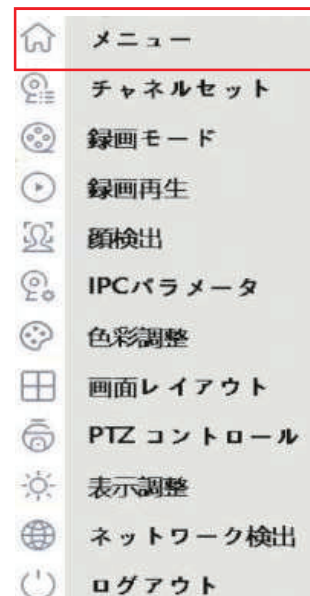 メニュー
チャネルセット
録画モード
録画再生
顔検出
IPCパラメータ
色彩調整
画面レイアウト
PTZ コントロール
表示調整
ネットワーク検出
ログアウト